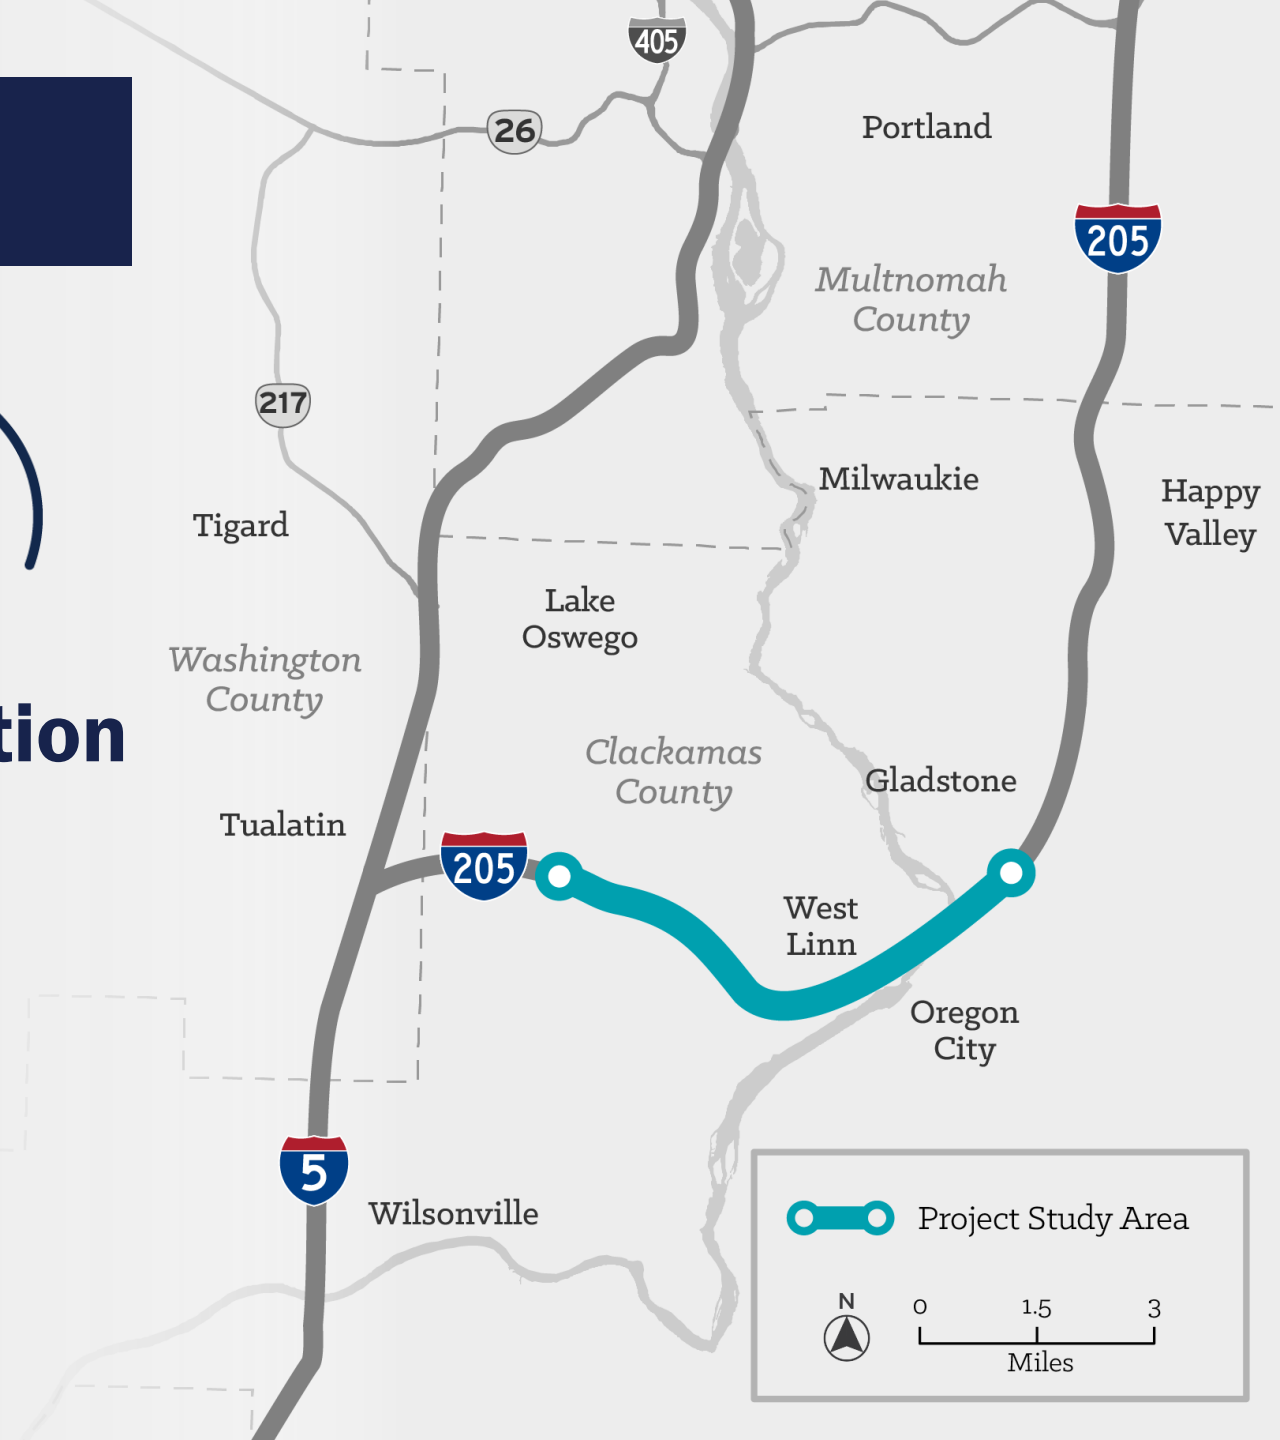 405
26
Portland
205
Multnomah
County
217
Milwaukie
Happy
Valley
Tigard
Lake
Oswego
Washington
County
tion
Clackamas
County
Gladstone
Tualatin
205
West
Linn
Oregon
City
5
Wilsonville
Project Study Area
N
0 1.5 3
Miles